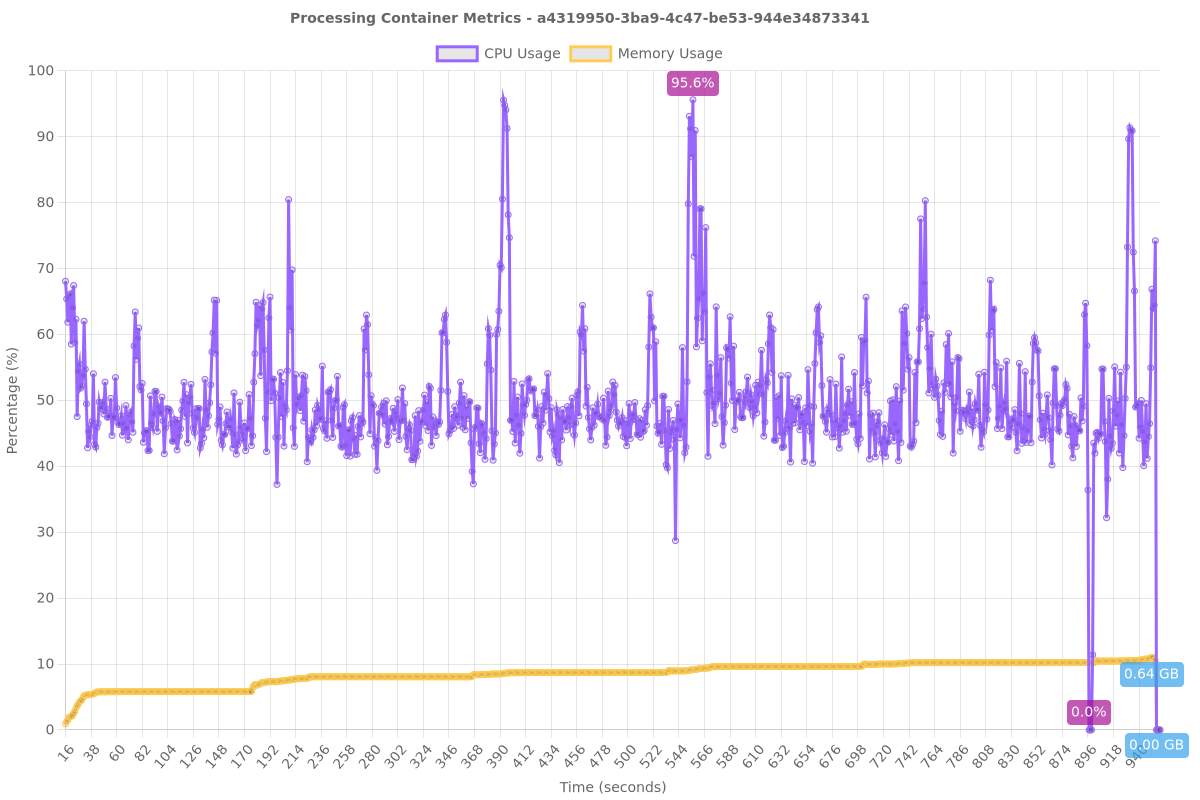 Processing Container Metrics - a4319950-3ba9-4c47-be53-944e34873341
CPU Usage
Memory Usage
100
90
80
70
60
50
40
30
20
10
0
Percentage (%)
95.6%
0.0%
0.64 GB
0.00 GB
16 38 60 82 104 126 148 170 192 214 236 258 280 302 324 346 368 390 412 434 456 478 500 522 544 566 588 610 632 654 676 698 720 742 764 786 808 830 852 874 896 918 940
Time (seconds)